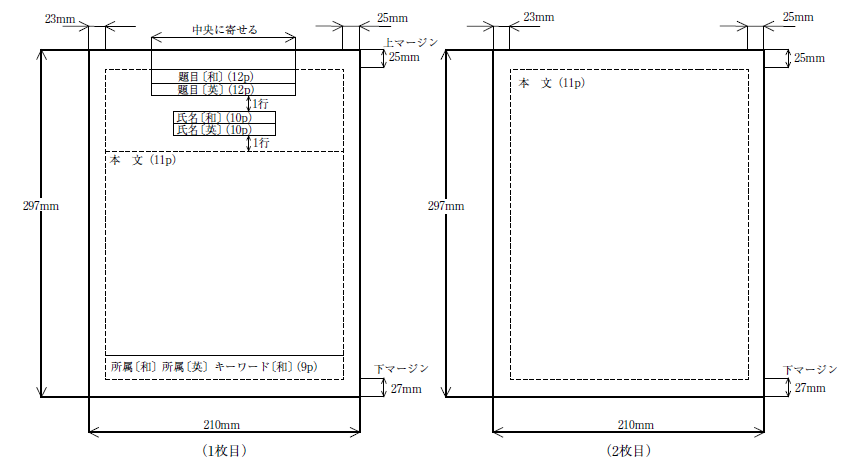 23mm
中央に寄せる
25mm
上マージン
25mm
題目〔和〕(12p)
題目〔英〕(12p)
1行
氏名〔和〕(10p)
氏名〔英〕(10p)
1行
本　文 (11p)
297mm
所属〔和〕 所属〔英〕 キーワード〔和〕(9p)
下マージン
27mm
210mm
（1枚目）
23mm
25mm
25mm
本　文 (11p)
297mm
下マージン
27mm
210mm
（2枚目）